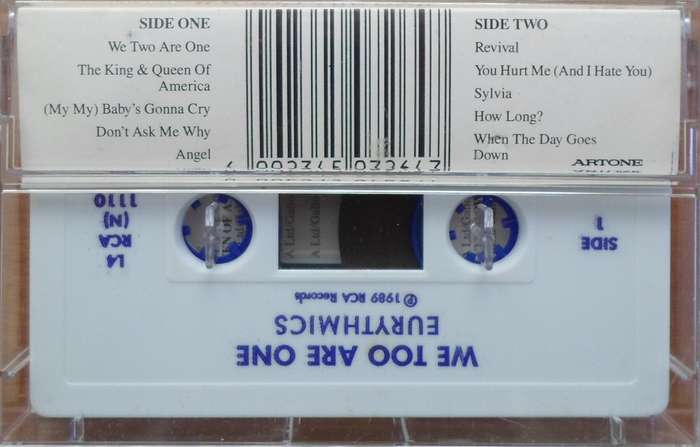 SIDE ONE
We Two Are One
The King & Queen Of
America
(My My) Baby's Gonna Cry
Don't Ask Me Why
Angel
SIDE TWO
Revival
You Hurt Me (And I Hate You)
Sylvia
How Long?
When The Day Goes
Down
ARTONE
WE TOO ARE ONE
EURYTHMICS
℗ 1989 RCA Records
SIDE
1
L4
RCA
(N)
1110